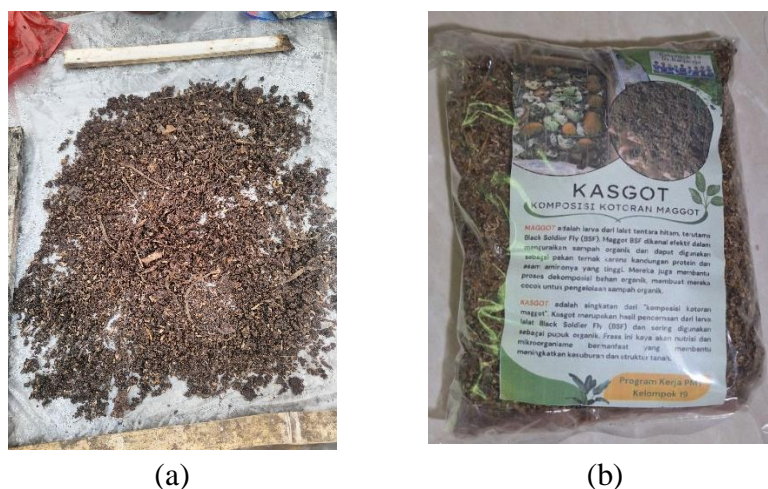 KASGOT
KOMPOSISI KOTORAN MAGGOT
MAGGOT adalah larva dari lalat tentara hitam, terutama
Black Soldier Fly (BSF). Maggot BSF dikenal efektif dalam
menguraikan sampah organik dan dapat digunakan
sebagai pakan ternak karena kandungan protein dan
asam aminonya yang tinggi. Mereka juga membantu
proses dekomposisi bahan organik, membuat mereka
cocok untuk pengelolaan sampah organik.
KASGOT adalah singkatan dari "komposisi kotoran
maggot". Kasgot merupakan hasil pencernaan dari larva
lalat Black Soldier Fly (BSF) dan sering digunakan
sebagai pupuk organik. Frasa ini kaya akan nutrisi dan
mikroorganisme bermanfaat yang membantu
meningkatkan kesuburan dan struktur tanah.
Program Kerja PMT
Kelompok 19
(a)
(b)